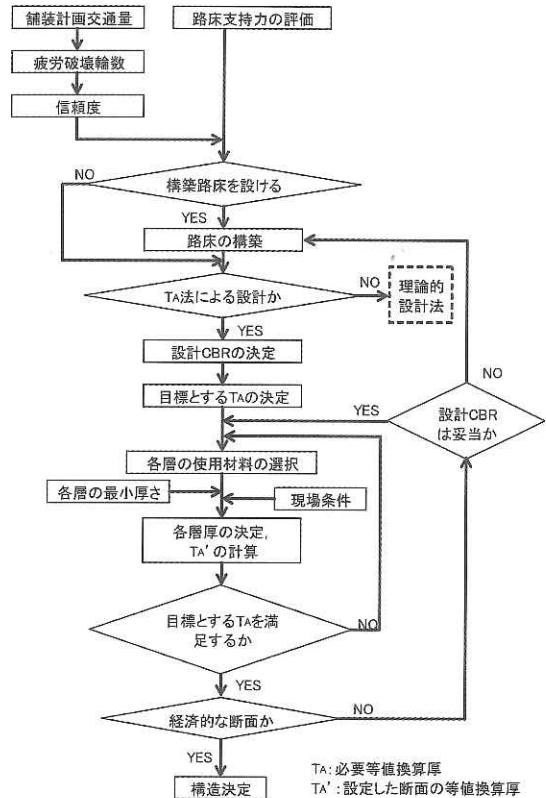 舗装計画交通量
路床支持力の評価
疲労破壊輪数
信頼度
NO
構築路床を設ける
YES
路床の構築
TA法による設計か
NO
理論的
設計法
YES
設計CBRの決定
NO
目標とするTAの決定
YES
設計CBR
は妥当か
各層の使用材料の選択
各層の最小厚さ
現場条件
各層厚の決定,
TA'の計算
目標とするTAを満
足するか
NO
YES
経済的な断面か
NO
YES
構造決定
TA:必要等値換算厚
TA':設定した断面の等値換算厚